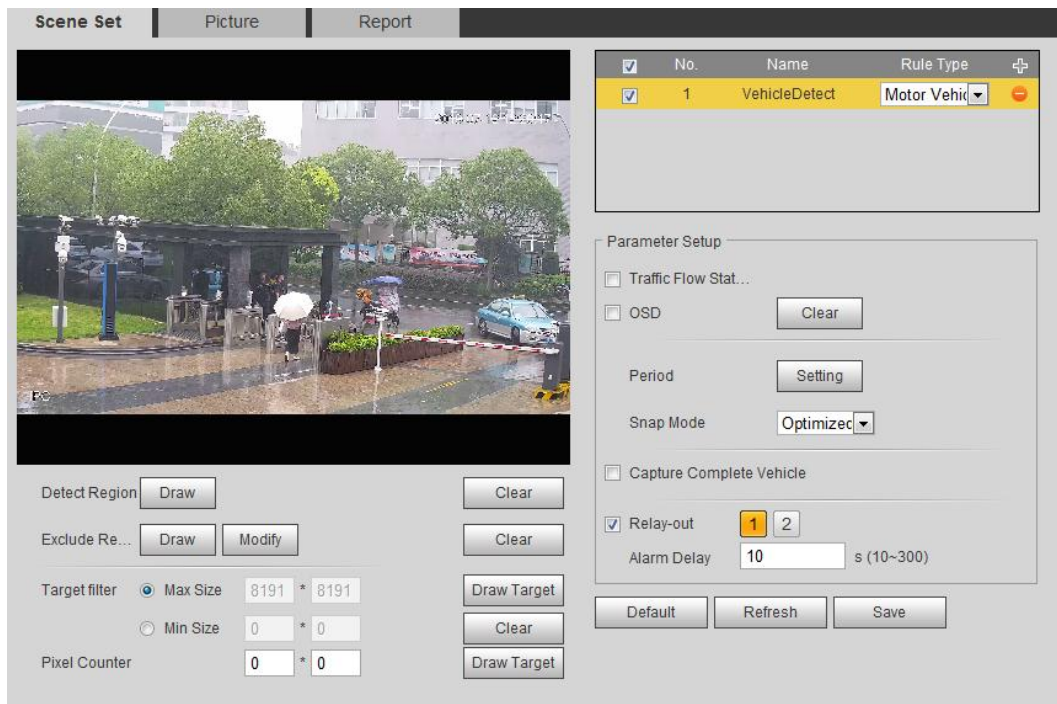 Scene Set Picture Report
No. Name Rule Type
1 VehicleDetect Motor Vehic
Parameter Setup
Traffic Flow Stat...
OSD Clear
Period Setting
Snap Mode Optimizec
Capture Complete Vehicle
Relay-out 1 2
Alarm Delay 10 s (10~300)
Default Refresh Save
IPC
Detect Region Draw Clear
Exclude Re... Draw Modify Clear
Target filter Max Size 8191 * 8191 Draw Target
Min Size 0 * 0 Clear
Pixel Counter 0 * 0 Draw Target